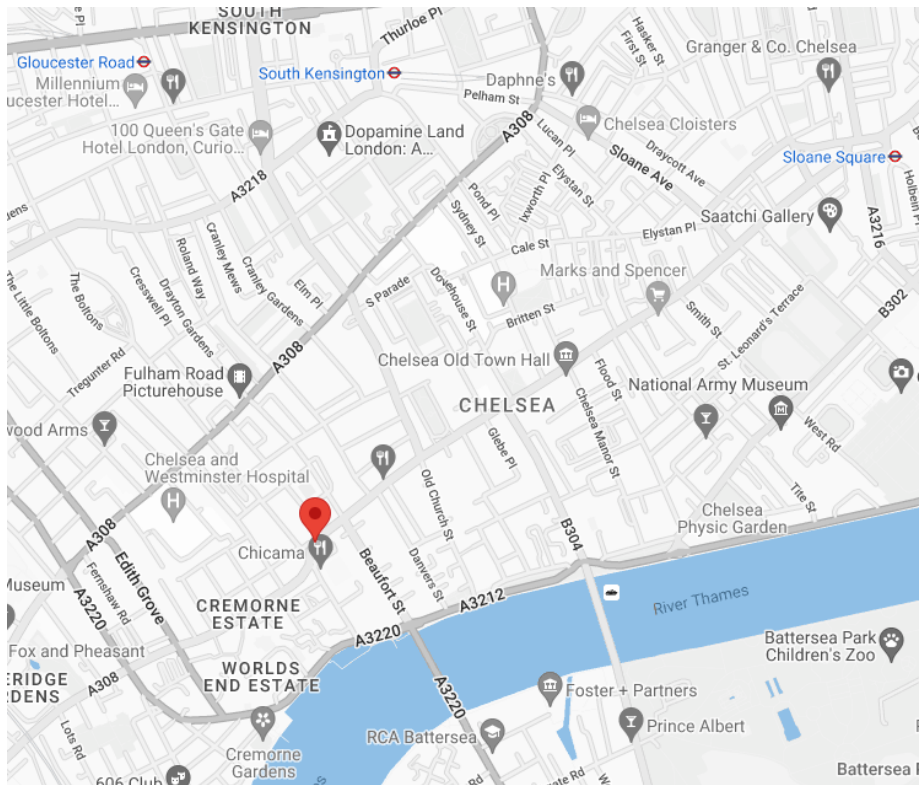 SOUTH
KENSINGTON
Thurloe Pl
Gloucester Road
South Kensington
Millennium
ucester Hotel...
Pelham St
Daphne's
Hasker St
First St
Granger & Co. Chelsea
100 Queen's Gate
Hotel London, Curio...
Dopamine Land
London: A...
A308
Chelsea Cloisters
Lucan Pl
Sloane Ave
Draycott Ave
Sloane Square
Holbein Pl
A3218
Pond Pl
Ixworth Pl
Elystan St
Sydney St
Elystan Pl
Saatchi Gallery
A3216
Cale St
dens
Cranley Mews
Roland Way
Cranley Gardens
Drayton Gardens
Cresswell Pl
The Boltons
The Little Boltons
Elm Pl
S Parade
Dovehouse St
Marks and Spencer
Britten St
Smith St
St. Leonard's Terrace
B302
A308
Tregunter Rd
Fulham Road
Picturehouse
Chelsea Old Town Hall
Flood St
National Army Museum
CHELSEA
Chelsea Manor St
wood Arms
Glebe Pl
West Rd
Chelsea and
Westminster Hospital
Old Church St
Tite St
Chelsea
Physic Garden
A308
Chicama
B304
Edith Grove
Beaufort St
Danvers St
Museum
Fernshaw Rd
A3220
CREMORNE
ESTATE
A3212
River Thames
A3220
Fox and Pheasant
WORLDS
END ESTATE
Battersea Park
Children's Zoo
ERIDGE
DENS
A308
A3220
Foster + Partners
Lots Rd
Cremorne
Gardens
RCA Battersea
Prince Albert
606 Club
Rd
ate Rd
Battersea P